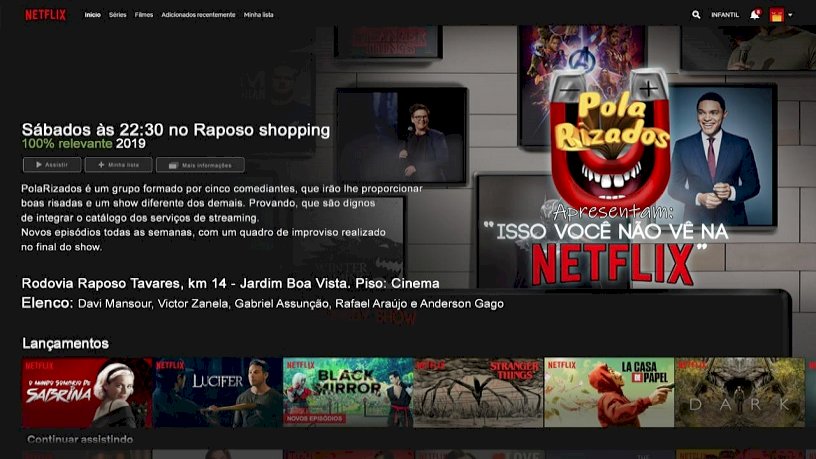 NETFLIX Início Séries Filmes Adicionados recentemente Minha lista INFANTIL
STRANGER
THINGS
AVENGERS
Pola
Rizados
Apresentam:
"ISSO VOCÊ NÃO VÊ NA
NETFLIX"
Sábados às 22:30 no Raposo shopping
100% relevante 2019
Assistir Minha lista Mais informações
PolaRizados é um grupo formado por cinco comediantes, que irão lhe proporcionar
boas risadas e um show diferente dos demais. Provando, que são dignos
de integrar o catálogo dos serviços de streaming.
Novos episódios todas as semanas, com um quadro de improviso realizado
no final do show.
Rodovia Raposo Tavares, km 14 - Jardim Boa Vista. Piso: Cinema
Elenco: Davi Mansour, Victor Zanela, Gabriel Assunção, Rafael Araújo e Anderson Gago
SHOW
Lançamentos
NETFLIX
O MUNDO SOMBRIO DE
SABRINA
NETFLIX
LUCIFER
NETFLIX
BLACK
MIRROR
NOVOS EPISÓDIOS
NETFLIX
STRANGER
THINGS
NETFLIX
LA CASA
DE PAPEL
NETFLIX
DARK
Continuar assistindo